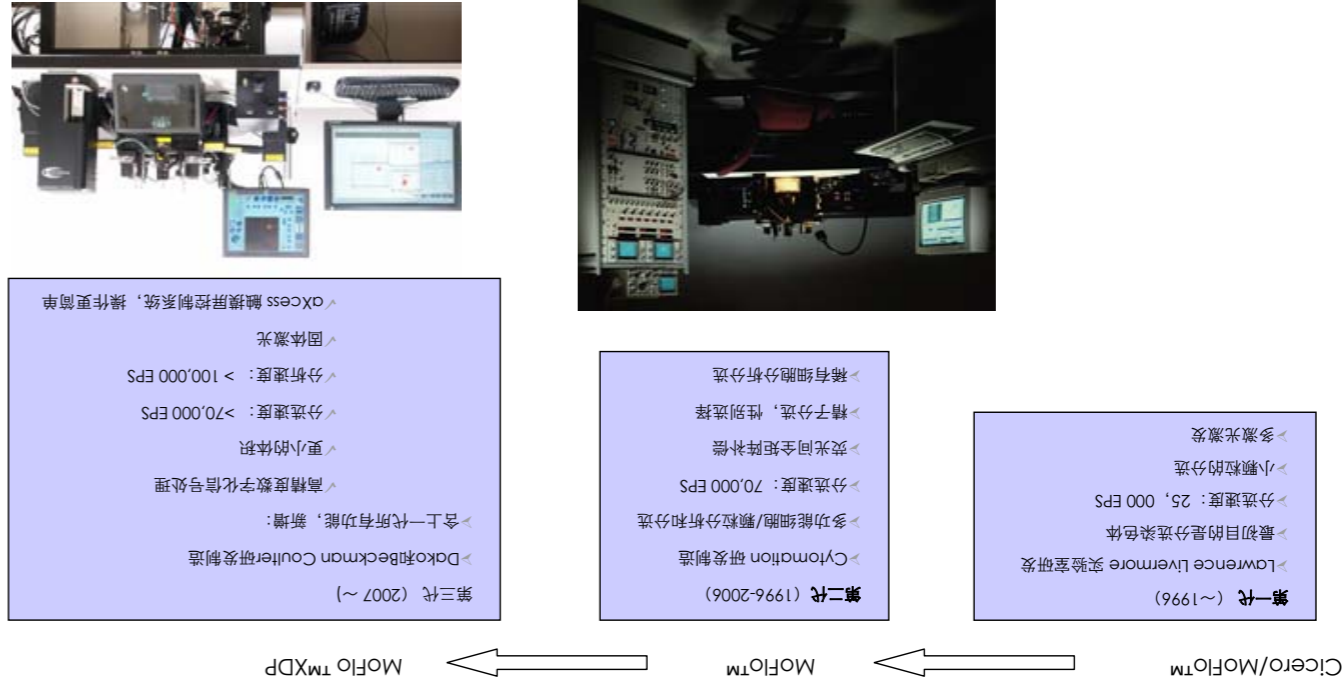 Cicero/MoFlo™
MoFlo™
MoFlo™XDP
第一代（～1996）
➢Lawrence Livermore 实验室研发
➢最初目的是分选染色体
➢分选速度：25，000 EPS
➢小颗粒的分选
➢多激光激发
第二代（1996-2006）
➢Cytomation 研发制造
➢多功能细胞/颗粒分析和分选
➢分选速度：70,000 EPS
➢荧光间全矩阵补偿
➢精子分选，性别选择
➢稀有细胞分析分选
第三代（2007 ～)
➢Dako和Beckman Coulter研发制造
➢含上一代所有功能，新增：
✓高精度数字化信号处理
✓更小的体积
✓分选速度：>70,000 EPS
✓分析速度：> 100,000 EPS
✓固体激光
✓aXcess 触摸屏控制系统，操作更简单